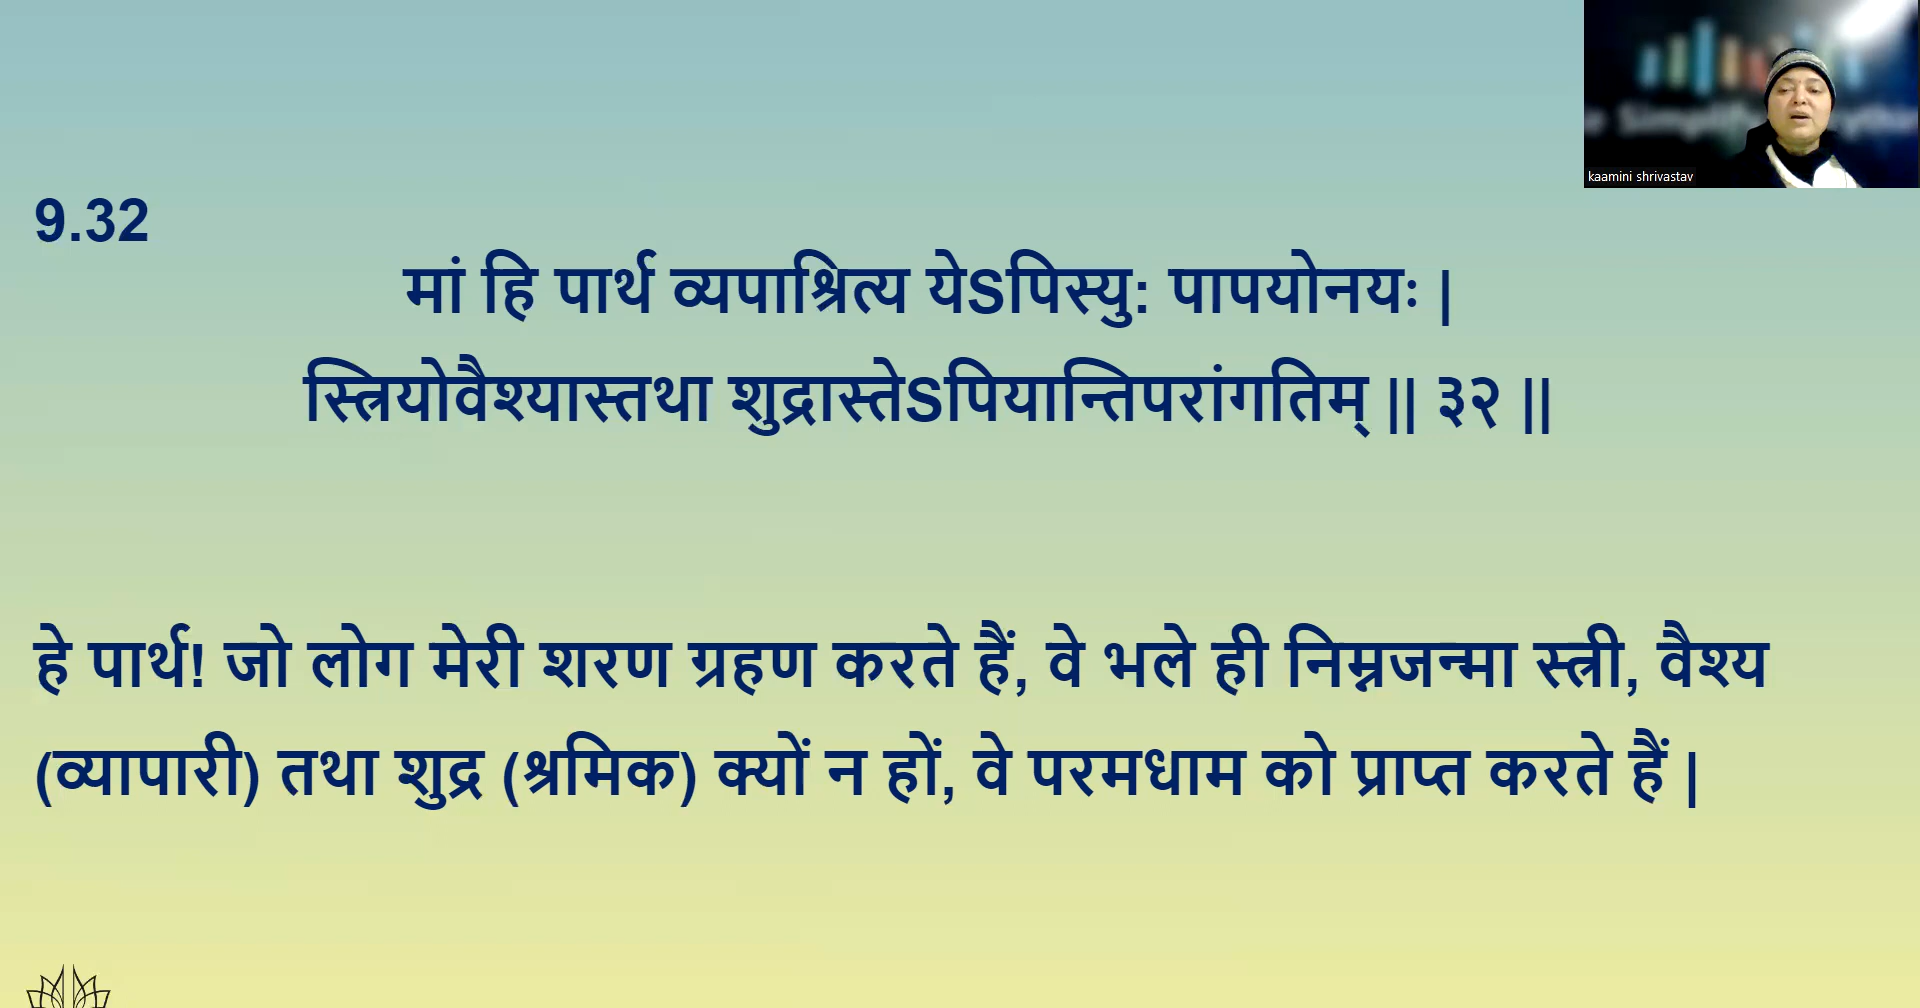 kaamini shrivastav
9.32
मां हि पार्थ व्यपाश्रित्य येSपिस्यु: पापयोनयः |
स्त्रियोवैश्यास्तथा शुद्रास्तेSपियान्तिपरांगतिम् || ३२ ||
हे पार्थ! जो लोग मेरी शरण ग्रहण करते हैं, वे भले ही निम्नजन्मा स्त्री, वैश्य
(व्यापारी) तथा शुद्र (श्रमिक) क्यों न हों, वे परमधाम को प्राप्त करते हैं |